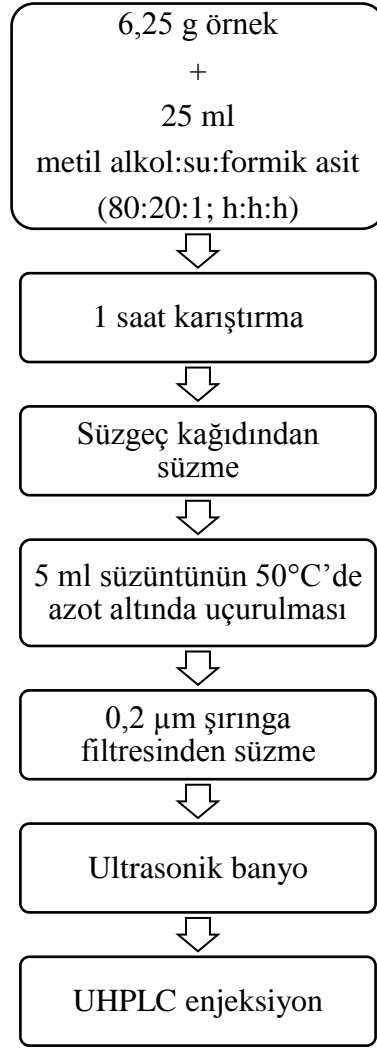 6,25 g örnek
+
25 ml
metil alkol:su:formik asit
(80:20:1; h:h:h)
1 saat karıştırma
Süzgeç kağıdından
süzme
5 ml süzüntünün 50°C’de
azot altında uçurulması
0,2 µm şırınga
filtresinden süzme
Ultrasonik banyo
UHPLC enjeksiyon